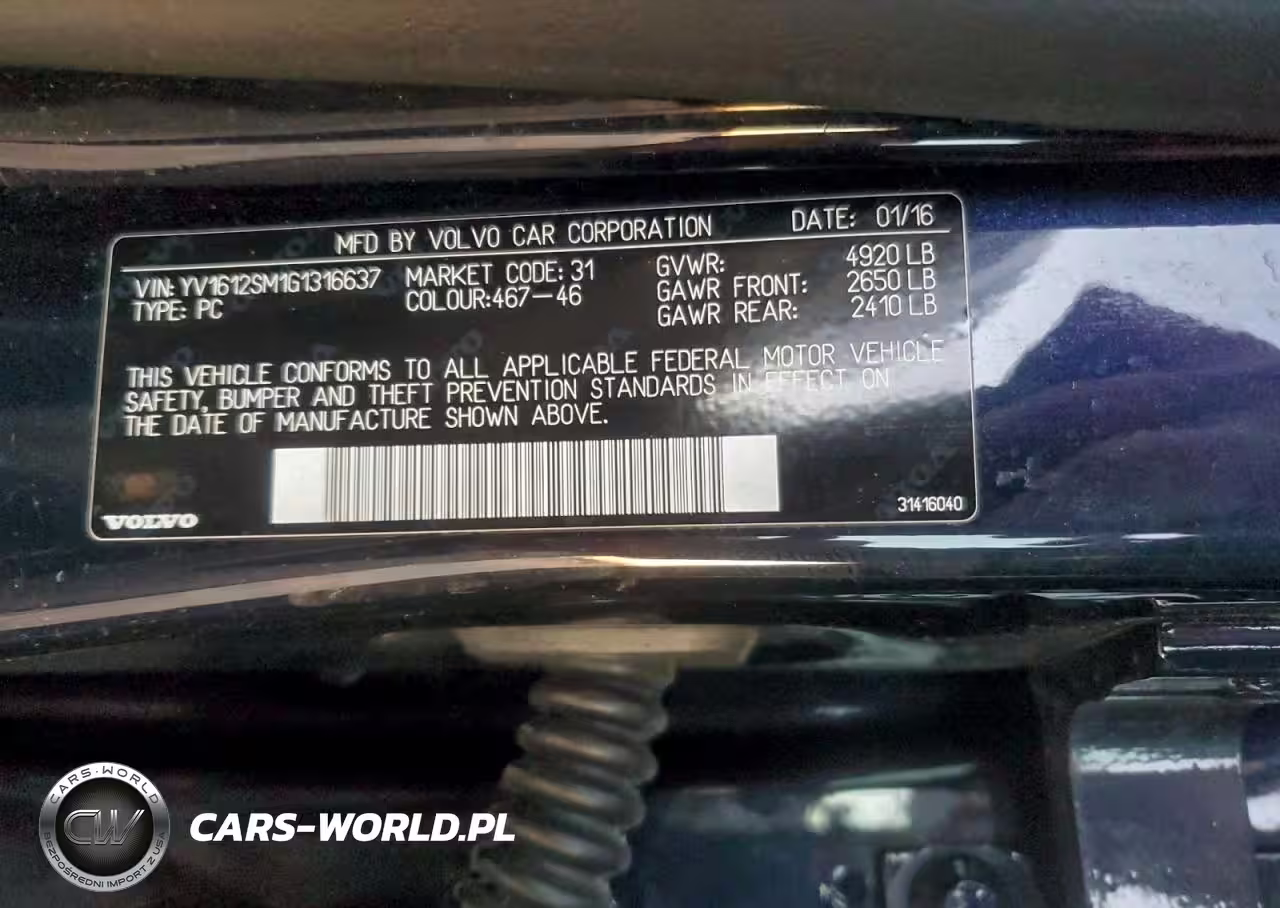 MFD BY VOLVO CAR CORPORATION DATE: 01/16
VIN: YV1612SM1G1316637 MARKET CODE: 31 GVWR: 4920 LB
TYPE: PC COLOUR:467-46 GAWR FRONT: 2650 LB
GAWR REAR: 2410 LB
THIS VEHICLE CONFORMS TO ALL APPLICABLE FEDERAL MOTOR VEHICLE
SAFETY, BUMPER AND THEFT PREVENTION STANDARDS IN EFFECT ON
THE DATE OF MANUFACTURE SHOWN ABOVE.
VOLVO
31416040
CARS-WORLD
CW
BEZPOŚREDNI IMPORT Z USA
CARS-WORLD.PL